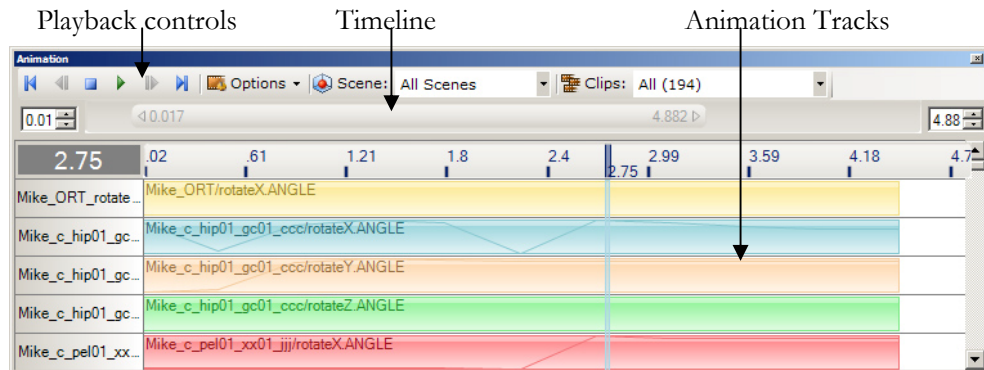 Playback controls Timeline Animation Tracks
Animation
Options Scene: All Scenes Clips: All (194)
0.01 0.017 4.882 4.88
2.75 .02 .61 1.21 1.8 2.4 2.75 2.99 3.59 4.18 4.7
Mike_ORT_rotate ... Mike_ORT/rotateX.ANGLE
Mike_c_hip01_gc... Mike_c_hip01_gc01_ccc/rotateX.ANGLE
Mike_c_hip01_gc... Mike_c_hip01_gc01_ccc/rotateY.ANGLE
Mike_c_hip01_gc... Mike_c_hip01_gc01_ccc/rotateZ.ANGLE
Mike_c_pel01_xx... Mike_c_pel01_xx01_jjj/rotateX.ANGLE